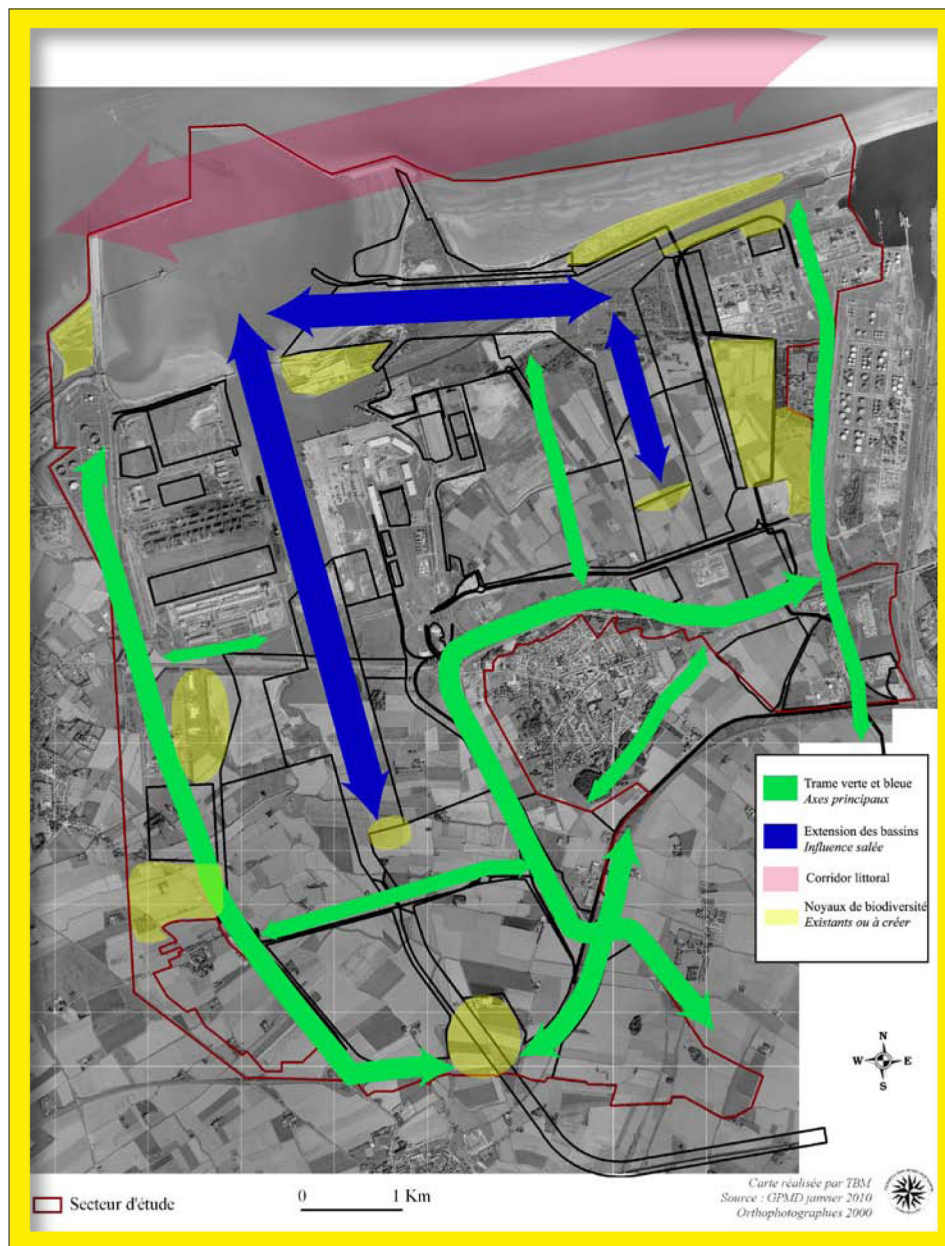 Trame verte et bleue
Axes principaux
Extension des bassins
Influence salée
Corridor littoral
Noyaux de biodiversité
Existants ou à créer
N
W E
S
Secteur d'étude
0 1 Km
Carte réalisée par TBM
Source : GPMD janvier 2010
Orthophotographies 2000